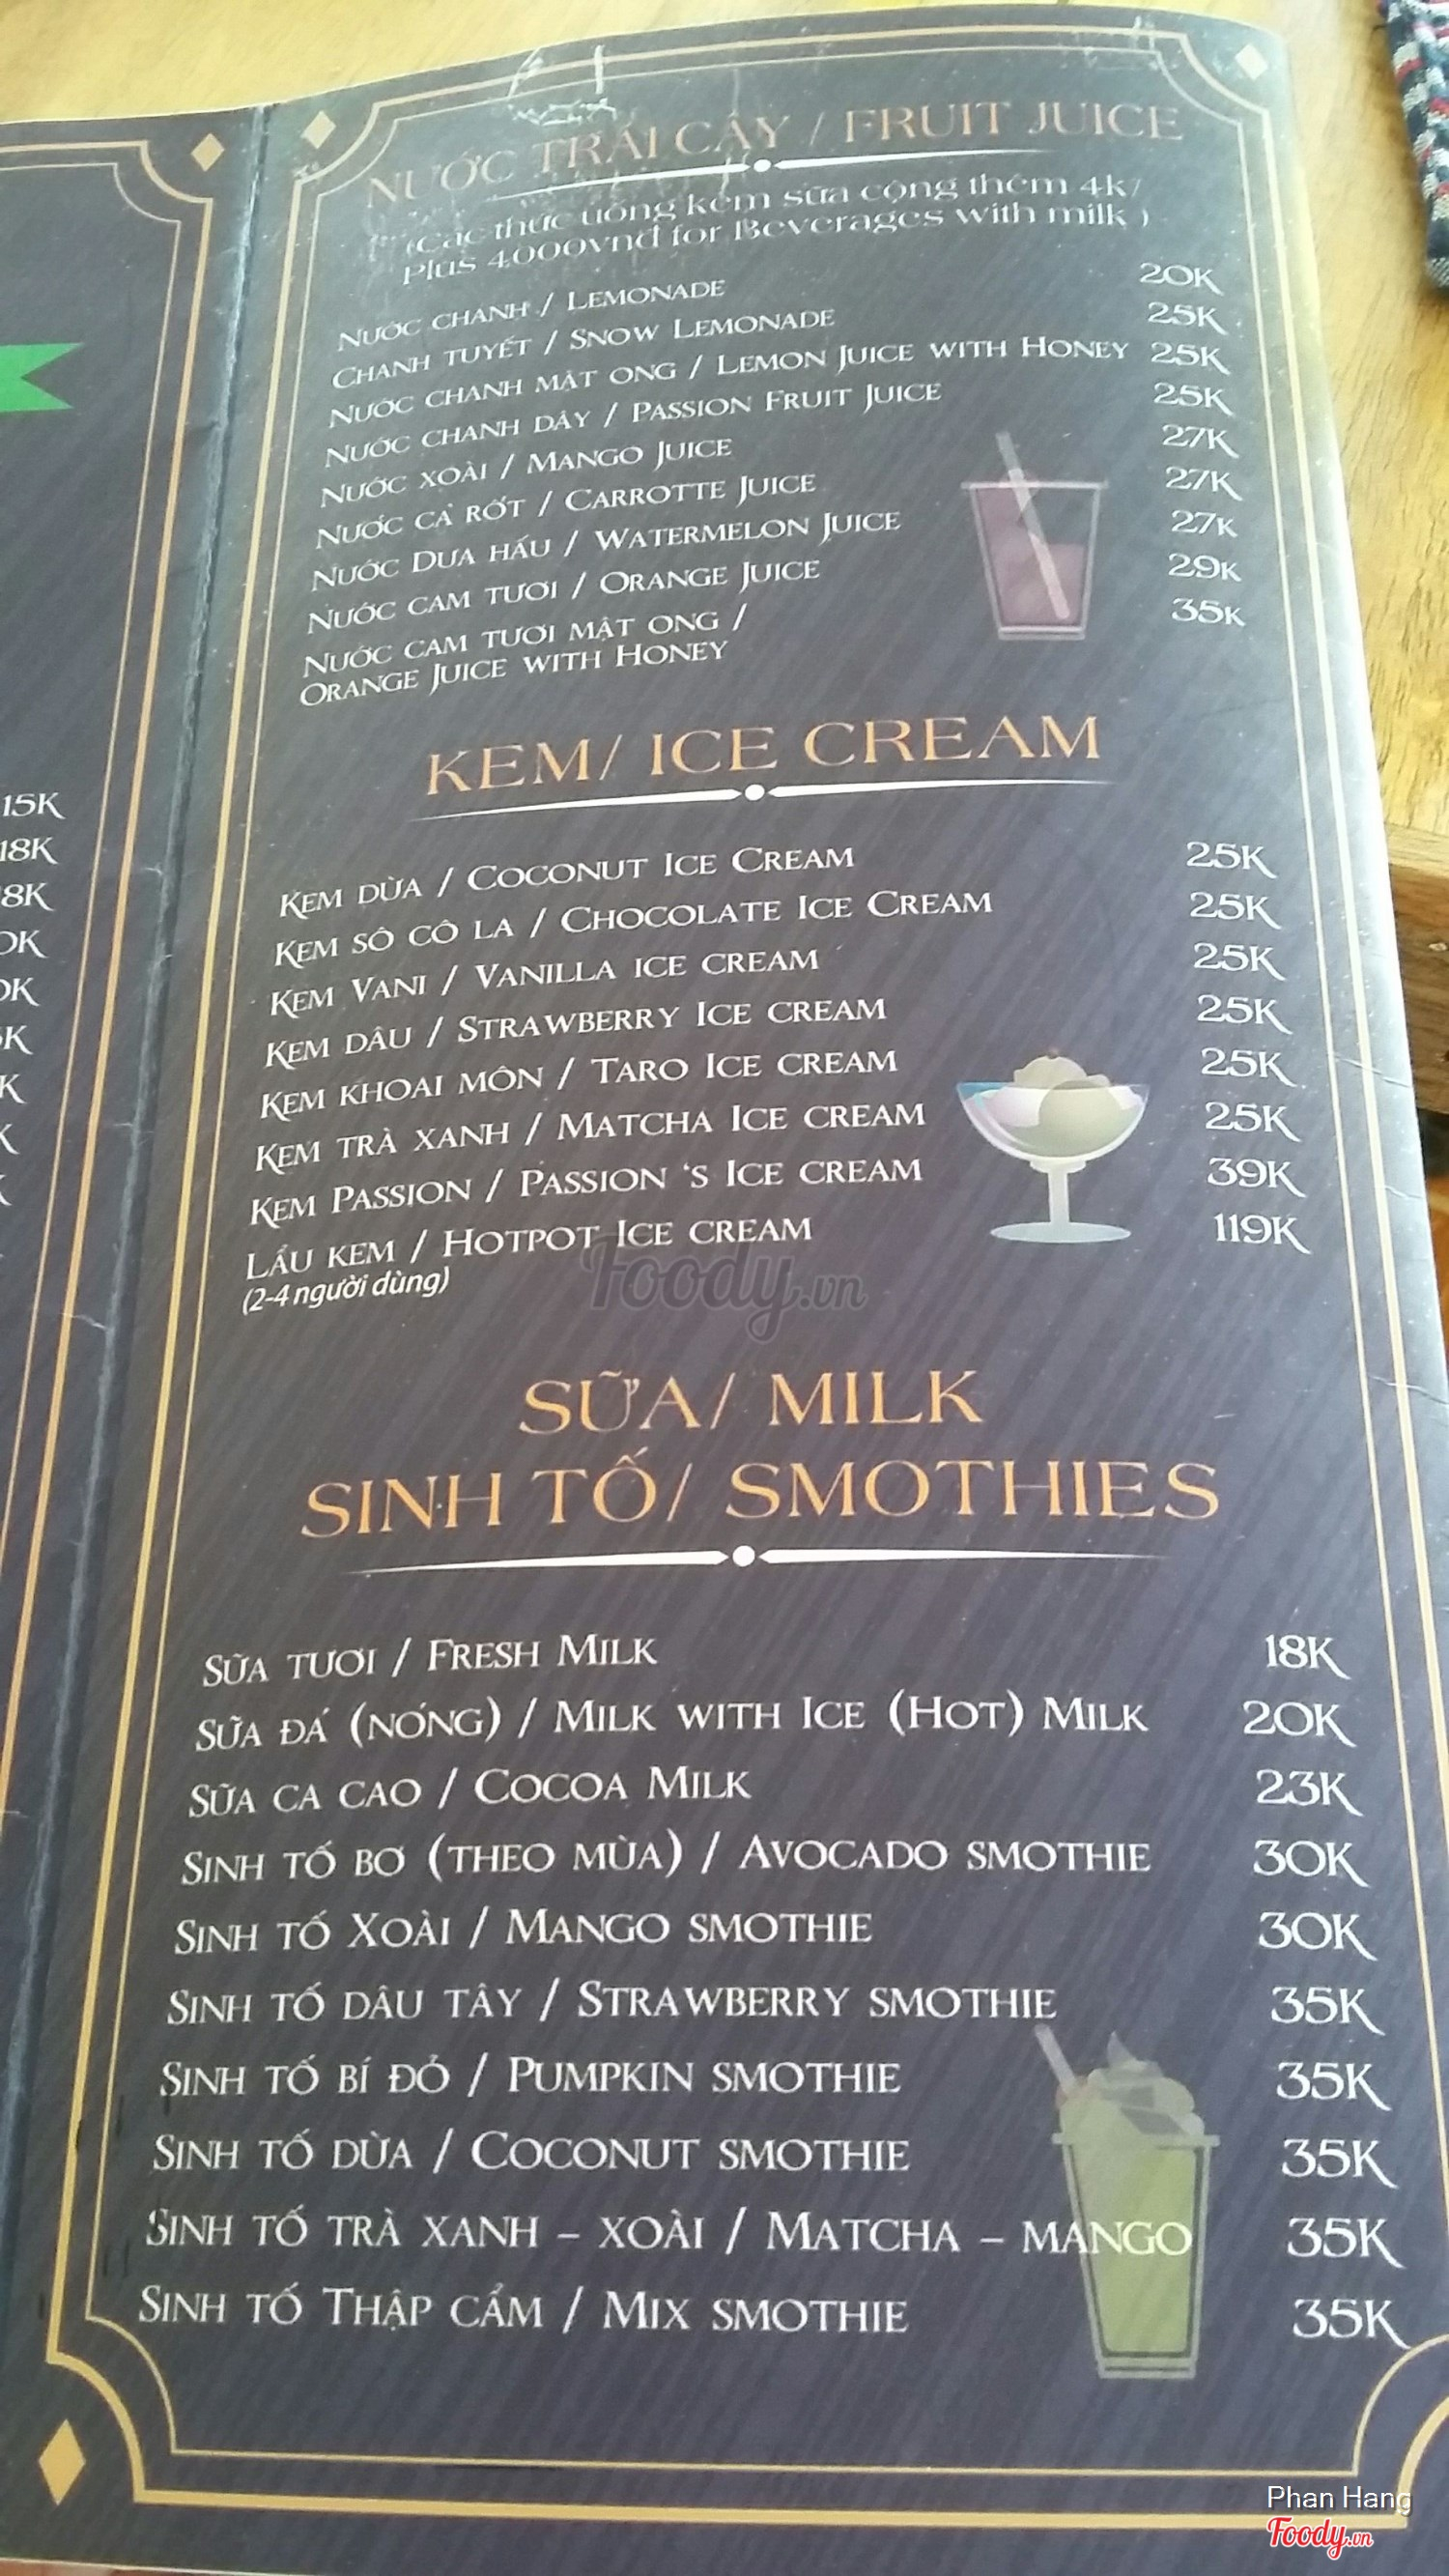 NƯỚC TRÁI CÂY / FRUIT JUICE
(Các thức uống kèm sữa cộng thêm 4k/
Plus 4000vnd for Beverages with milk )
NƯỚC CHANH / LEMONADE 20K
CHANH TUYẾT / SNOW LEMONADE 25K
NƯỚC CHANH MẬT ONG / LEMON JUICE WITH HONEY 25K
NƯỚC CHANH DÂY / PASSION FRUIT JUICE 25K
NƯỚC XOÀI / MANGO JUICE 27K
NƯỚC CÀ RỐT / CARROTTE JUICE 27K
NƯỚC DƯA HẤU / WATERMELON JUICE 27K
NƯỚC CAM TƯƠI / ORANGE JUICE 29K
NƯỚC CAM TƯƠI MẬT ONG / 35K
ORANGE JUICE WITH HONEY
KEM/ ICE CREAM
KEM DỪA / COCONUT ICE CREAM 25K
KEM SÔ CÔ LA / CHOCOLATE ICE CREAM 25K
KEM VANI / VANILLA ICE CREAM 25K
KEM DÂU / STRAWBERRY ICE CREAM 25K
KEM KHOAI MÔN / TARO ICE CREAM 25K
KEM TRÀ XANH / MATCHA ICE CREAM 25K
KEM PASSION / PASSION 'S ICE CREAM 39K
LẨU KEM / HOTPOT ICE CREAM 119K
(2-4 người dùng)
SỮA/ MILK
SINH TỐ/ SMOTHIES
SỮA TƯƠI / FRESH MILK 18K
SỮA ĐÁ (NÓNG) / MILK WITH ICE (HOT) MILK 20K
SỮA CA CAO / COCOA MILK 23K
SINH TỐ BƠ (THEO MÙA) / AVOCADO SMOTHIE 30K
SINH TỐ XOÀI / MANGO SMOTHIE 30K
SINH TỐ DÂU TÂY / STRAWBERRY SMOTHIE 35K
SINH TỐ BÍ ĐỎ / PUMPKIN SMOTHIE 35K
SINH TỐ DỪA / COCONUT SMOTHIE 35K
SINH TỐ TRÀ XANH – XOÀI / MATCHA – MANGO 35K
SINH TỐ THẬP CẨM / MIX SMOTHIE 35K
15K
18K
8K
Foody.vn
Phan Hang
Foody.vn